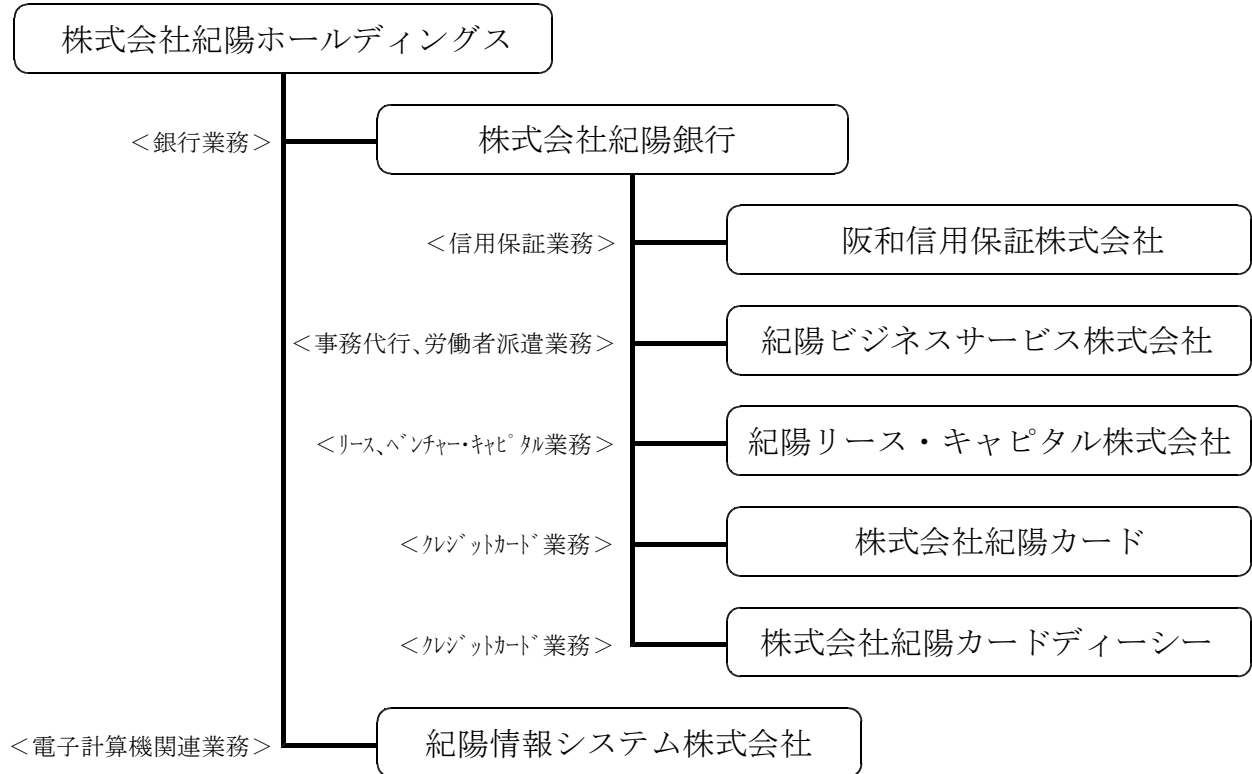 株式会社紀陽ホールディングス
＜銀行業務＞
株式会社紀陽銀行
＜信用保証業務＞
阪和信用保証株式会社
＜事務代行、労働者派遣業務＞
紀陽ビジネスサービス株式会社
＜ﾘｰｽ、ﾍﾞﾝﾁｬｰ・ｷｬﾋﾟﾀﾙ業務＞
紀陽リース・キャピタル株式会社
＜ｸﾚｼﾞｯﾄｶｰﾄﾞ業務＞
株式会社紀陽カード
＜ｸﾚｼﾞｯﾄｶｰﾄﾞ業務＞
株式会社紀陽カードディーシー
＜電子計算機関連業務＞
紀陽情報システム株式会社